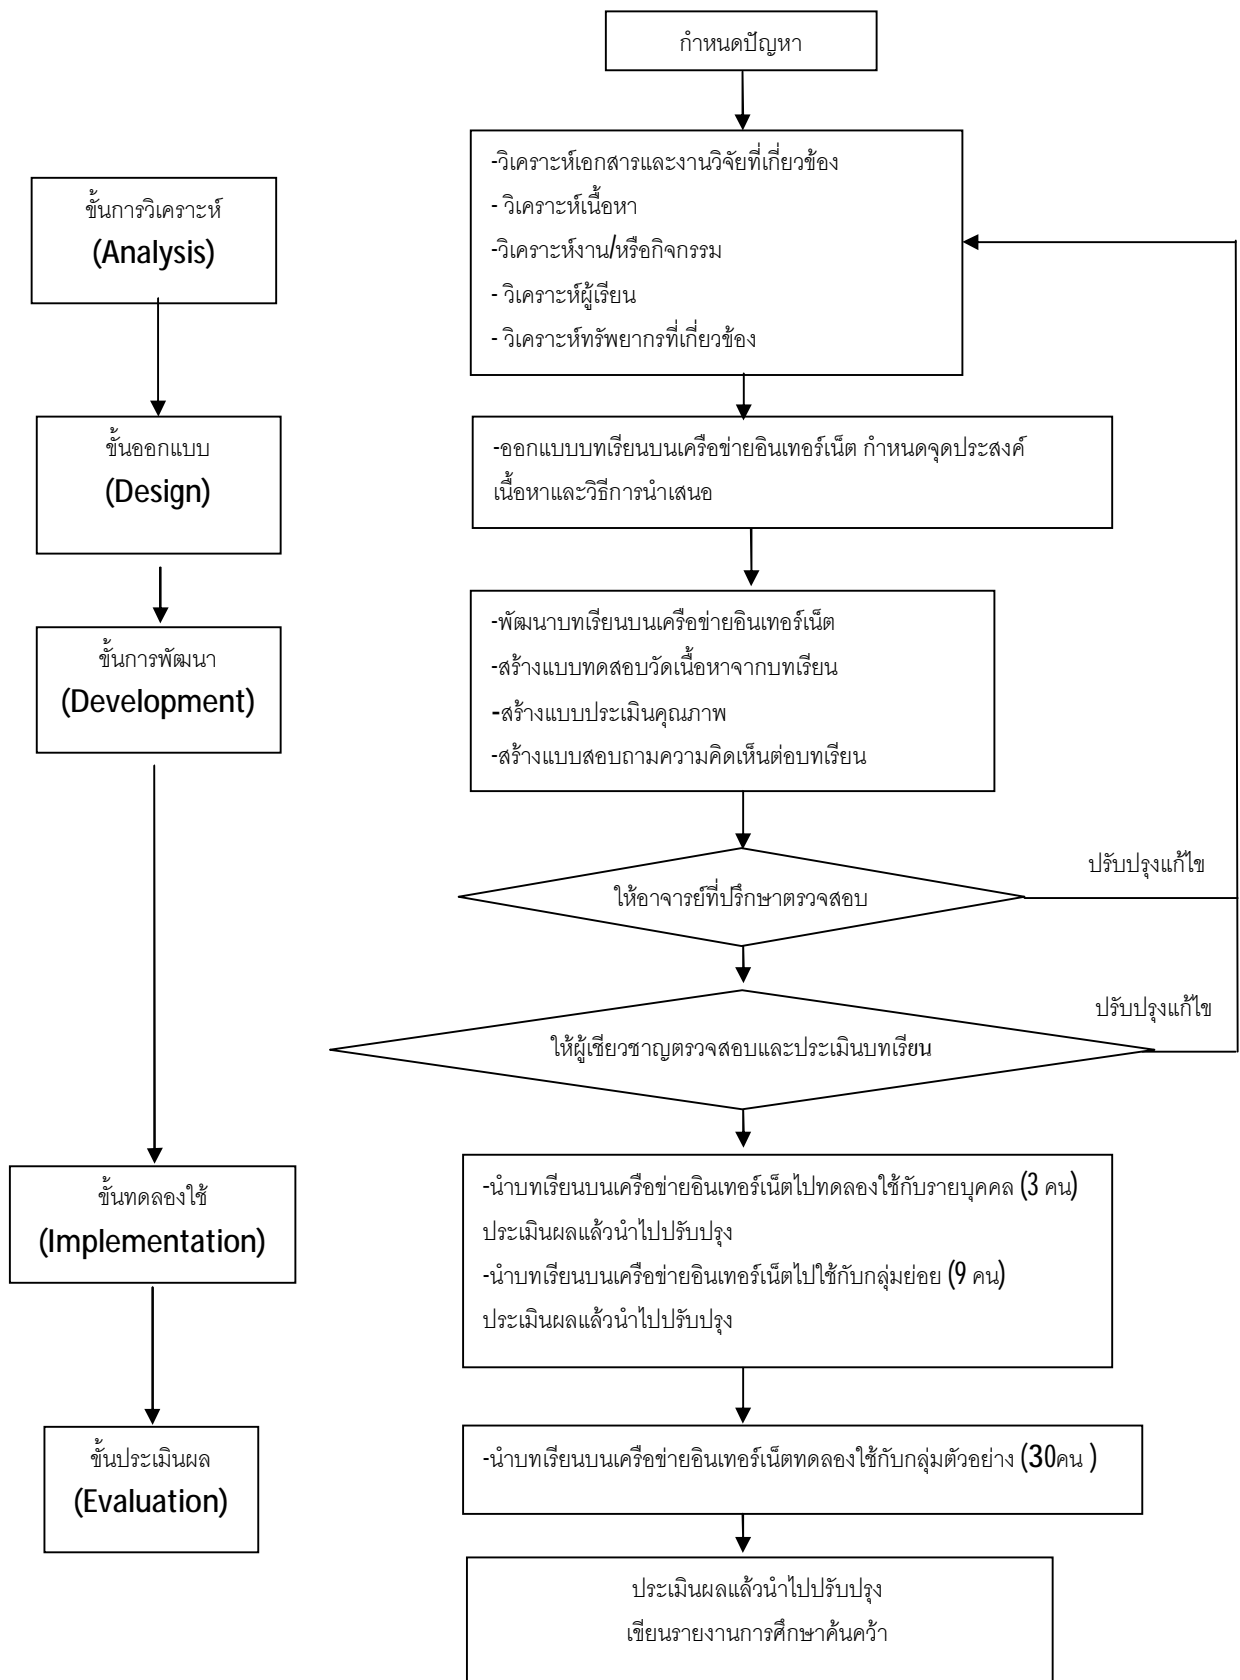 กำหนดปัญหา
-วิเคราะห์เอกสารและงานวิจัยที่เกี่ยวข้อง
- วิเคราะห์เนื้อหา
-วิเคราะห์งาน/หรือกิจกรรม
- วิเคราะห์ผู้เรียน
- วิเคราะห์ทรัพยากรที่เกี่ยวข้อง
ขั้นการวิเคราะห์
(Analysis)
ขั้นออกแบบ
(Design)
-ออกแบบบทเรียนบนเครือข่ายอินเทอร์เน็ต กำหนดจุดประสงค์
เนื้อหาและวิธีการนำเสนอ
ขั้นการพัฒนา
(Development)
-พัฒนาบทเรียนบนเครือข่ายอินเทอร์เน็ต
-สร้างแบบทดสอบวัดเนื้อหาจากบทเรียน
-สร้างแบบประเมินคุณภาพ
-สร้างแบบสอบถามความคิดเห็นต่อบทเรียน
ให้อาจารย์ที่ปรึกษาตรวจสอบ
ปรับปรุงแก้ไข
ให้ผู้เชียวชาญตรวจสอบและประเมินบทเรียน
ปรับปรุงแก้ไข
ขั้นทดลองใช้
(Implementation)
-นำบทเรียนบนเครือข่ายอินเทอร์เน็ตไปทดลองใช้กับรายบุคคล (3 คน)
ประเมินผลแล้วนำไปปรับปรุง
-นำบทเรียนบนเครือข่ายอินเทอร์เน็ตไปใช้กับกลุ่มย่อย (9 คน)
ประเมินผลแล้วนำไปปรับปรุง
ขั้นประเมินผล
(Evaluation)
-นำบทเรียนบนเครือข่ายอินเทอร์เน็ตทดลองใช้กับกลุ่มตัวอย่าง (30คน )
ประเมินผลแล้วนำไปปรับปรุง
เขียนรายงานการศึกษาค้นคว้า